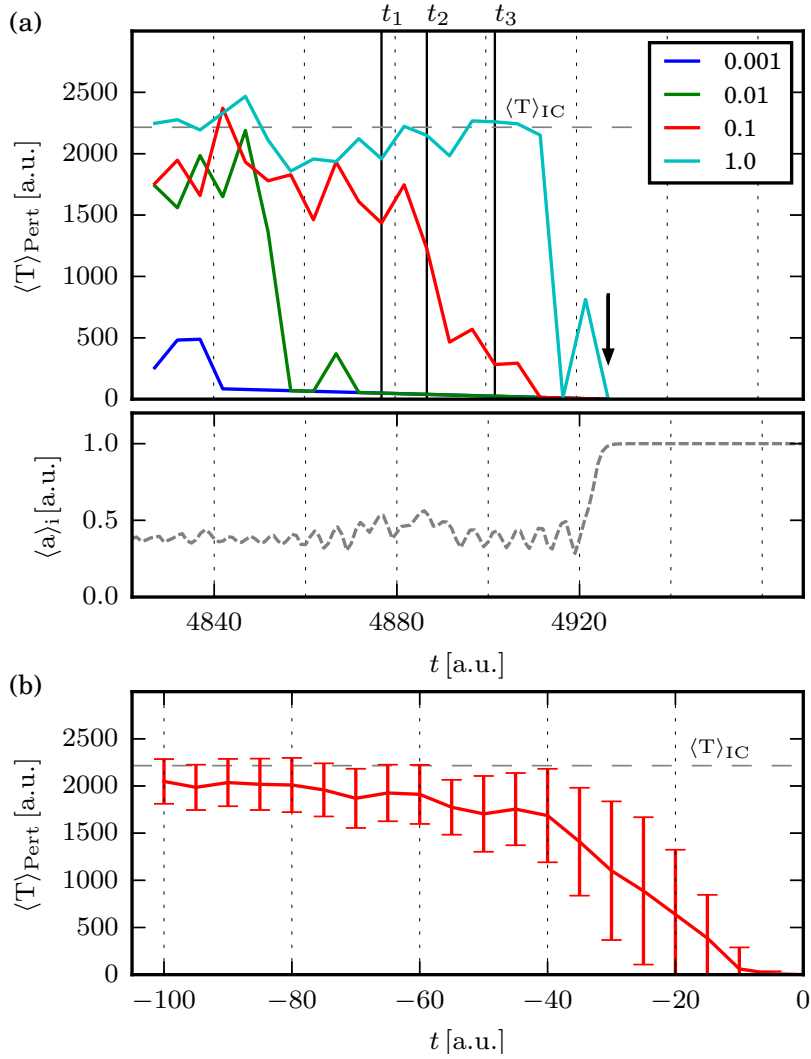 (a)
t₁ t₂ t₃
⟨T⟩Pert [a.u.]
2500
2000
1500
1000
500
0
⟨T⟩IC
0.001
0.01
0.1
1.0
⟨a⟩i [a.u.]
1.0
0.5
0.0
4840 4880 4920
t [a.u.]
(b)
⟨T⟩Pert [a.u.]
2500
2000
1500
1000
500
0
⟨T⟩IC
−100 −80 −60 −40 −20 0
t [a.u.]